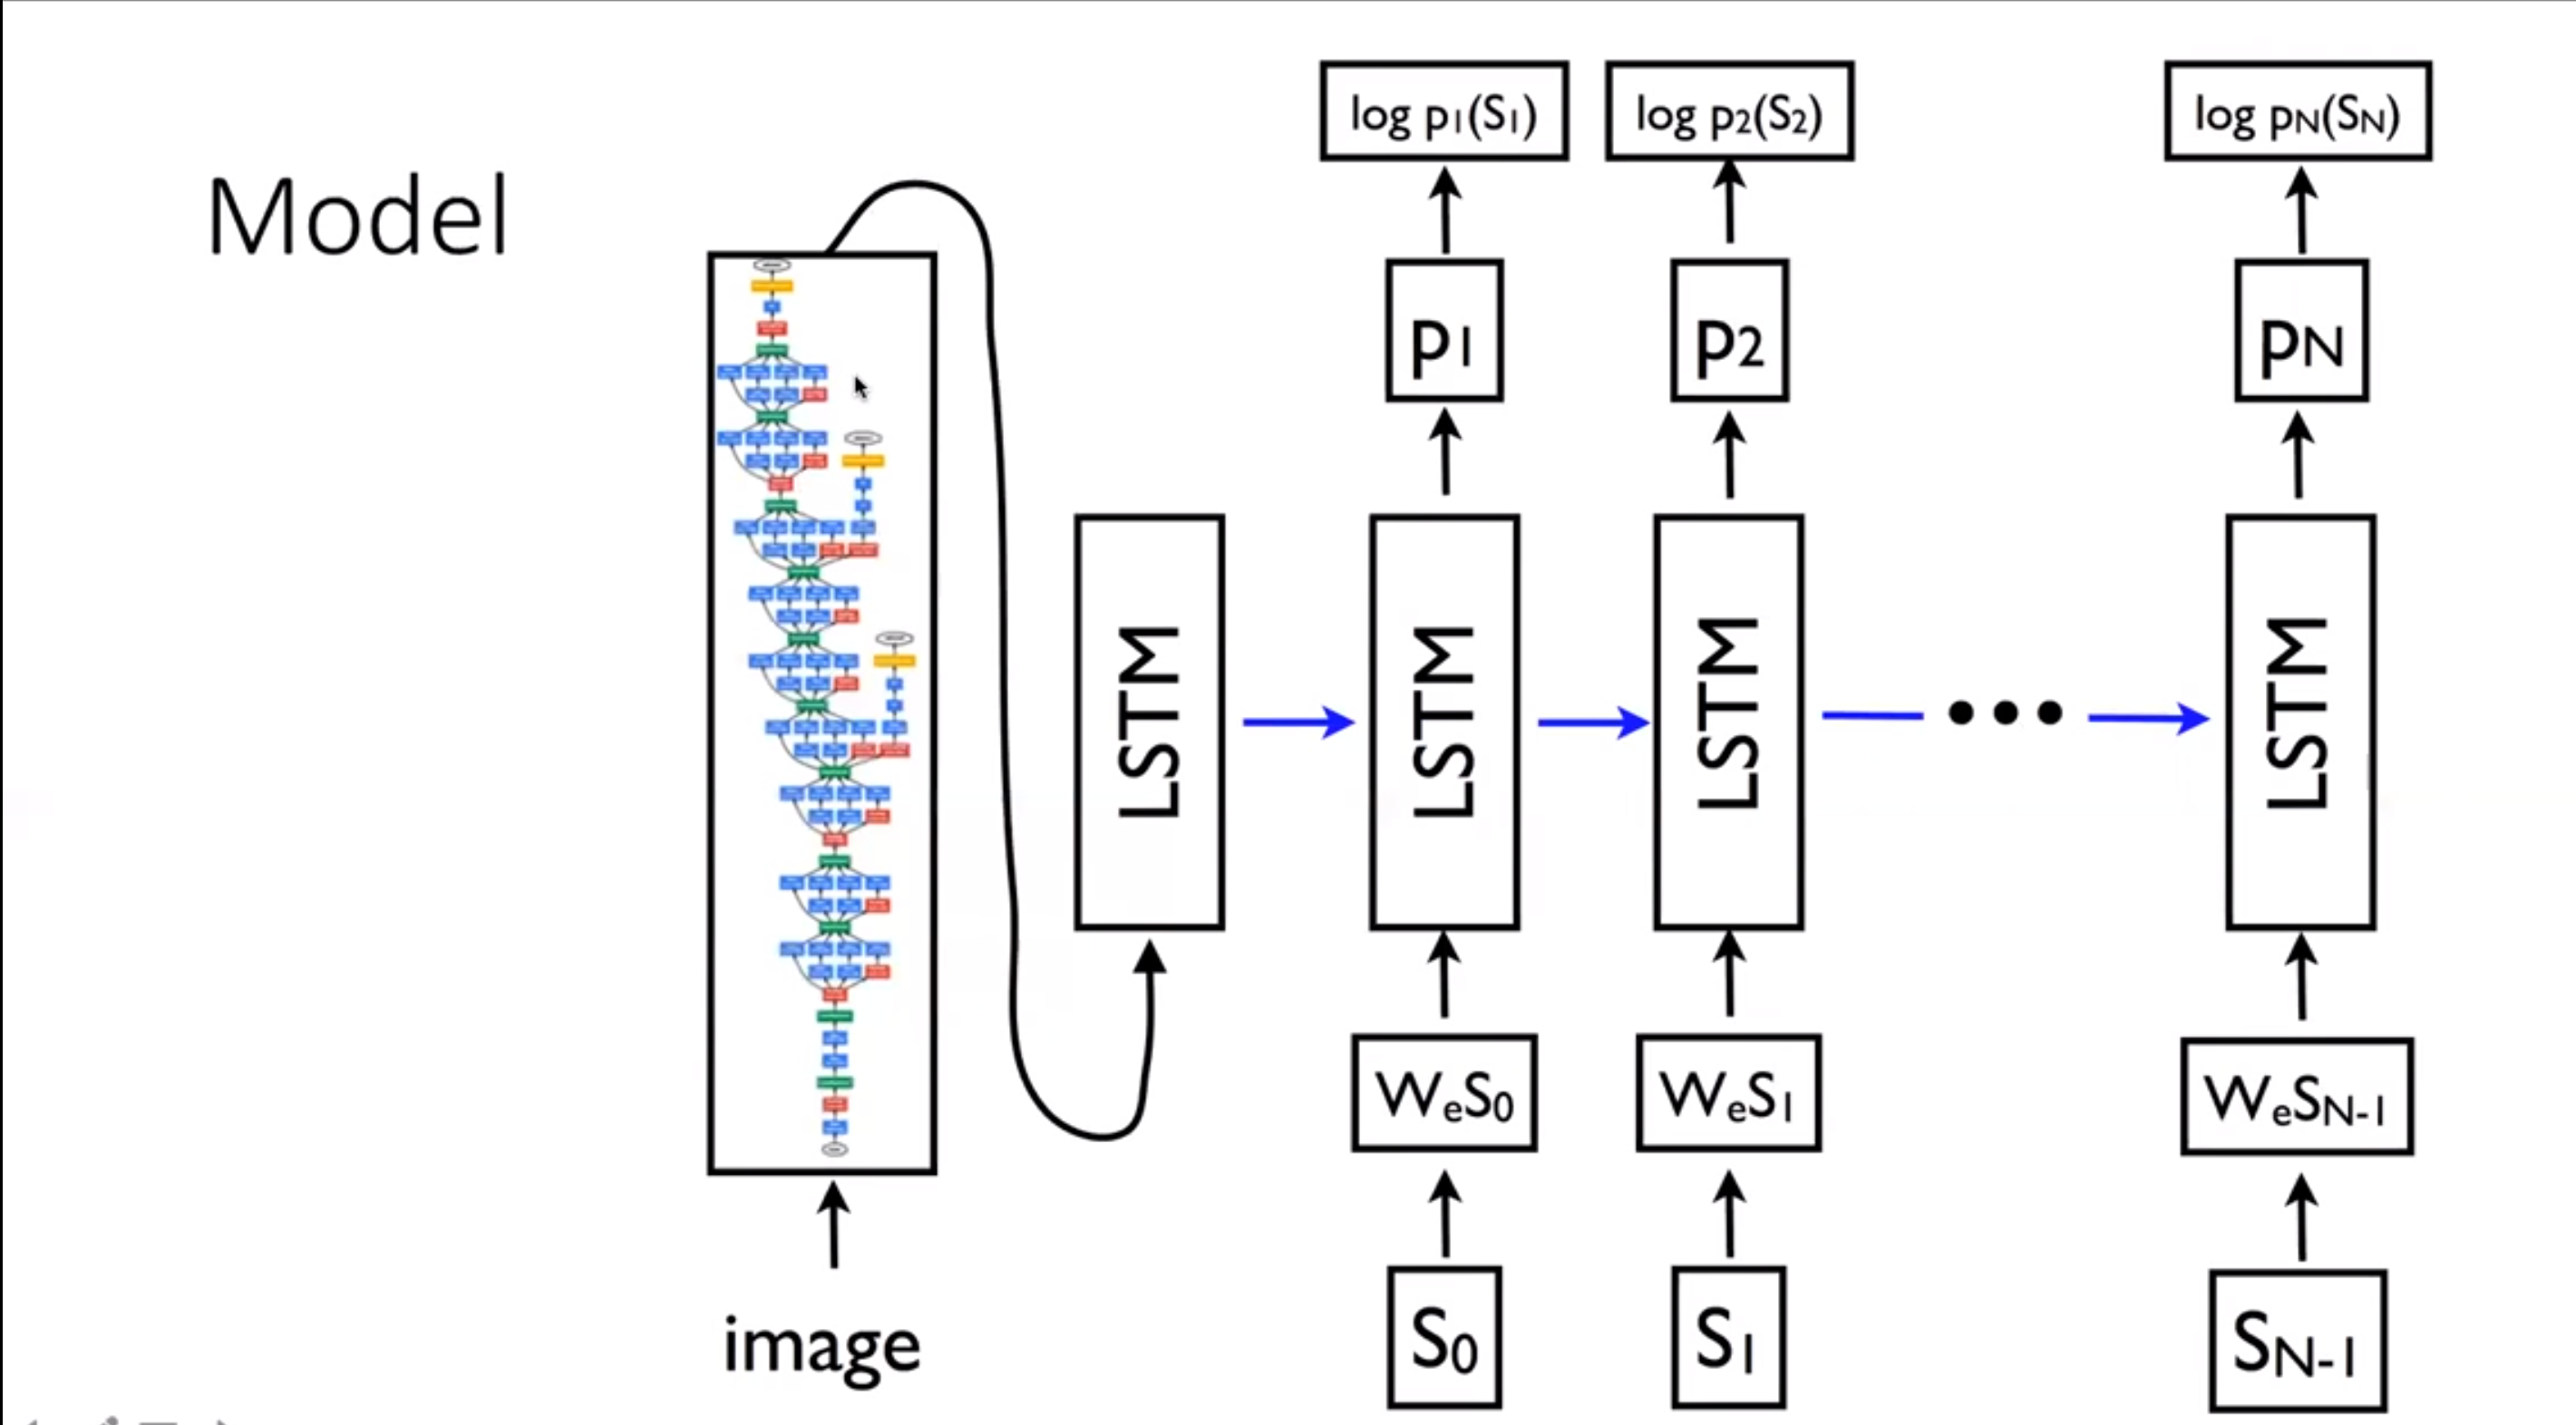 Model
log p1(S1) log p2(S2) log pN(SN)
p1 p2 pN
LSTM LSTM LSTM LSTM
WeS0 WeS1 WeSN-1
image S0 S1 SN-1